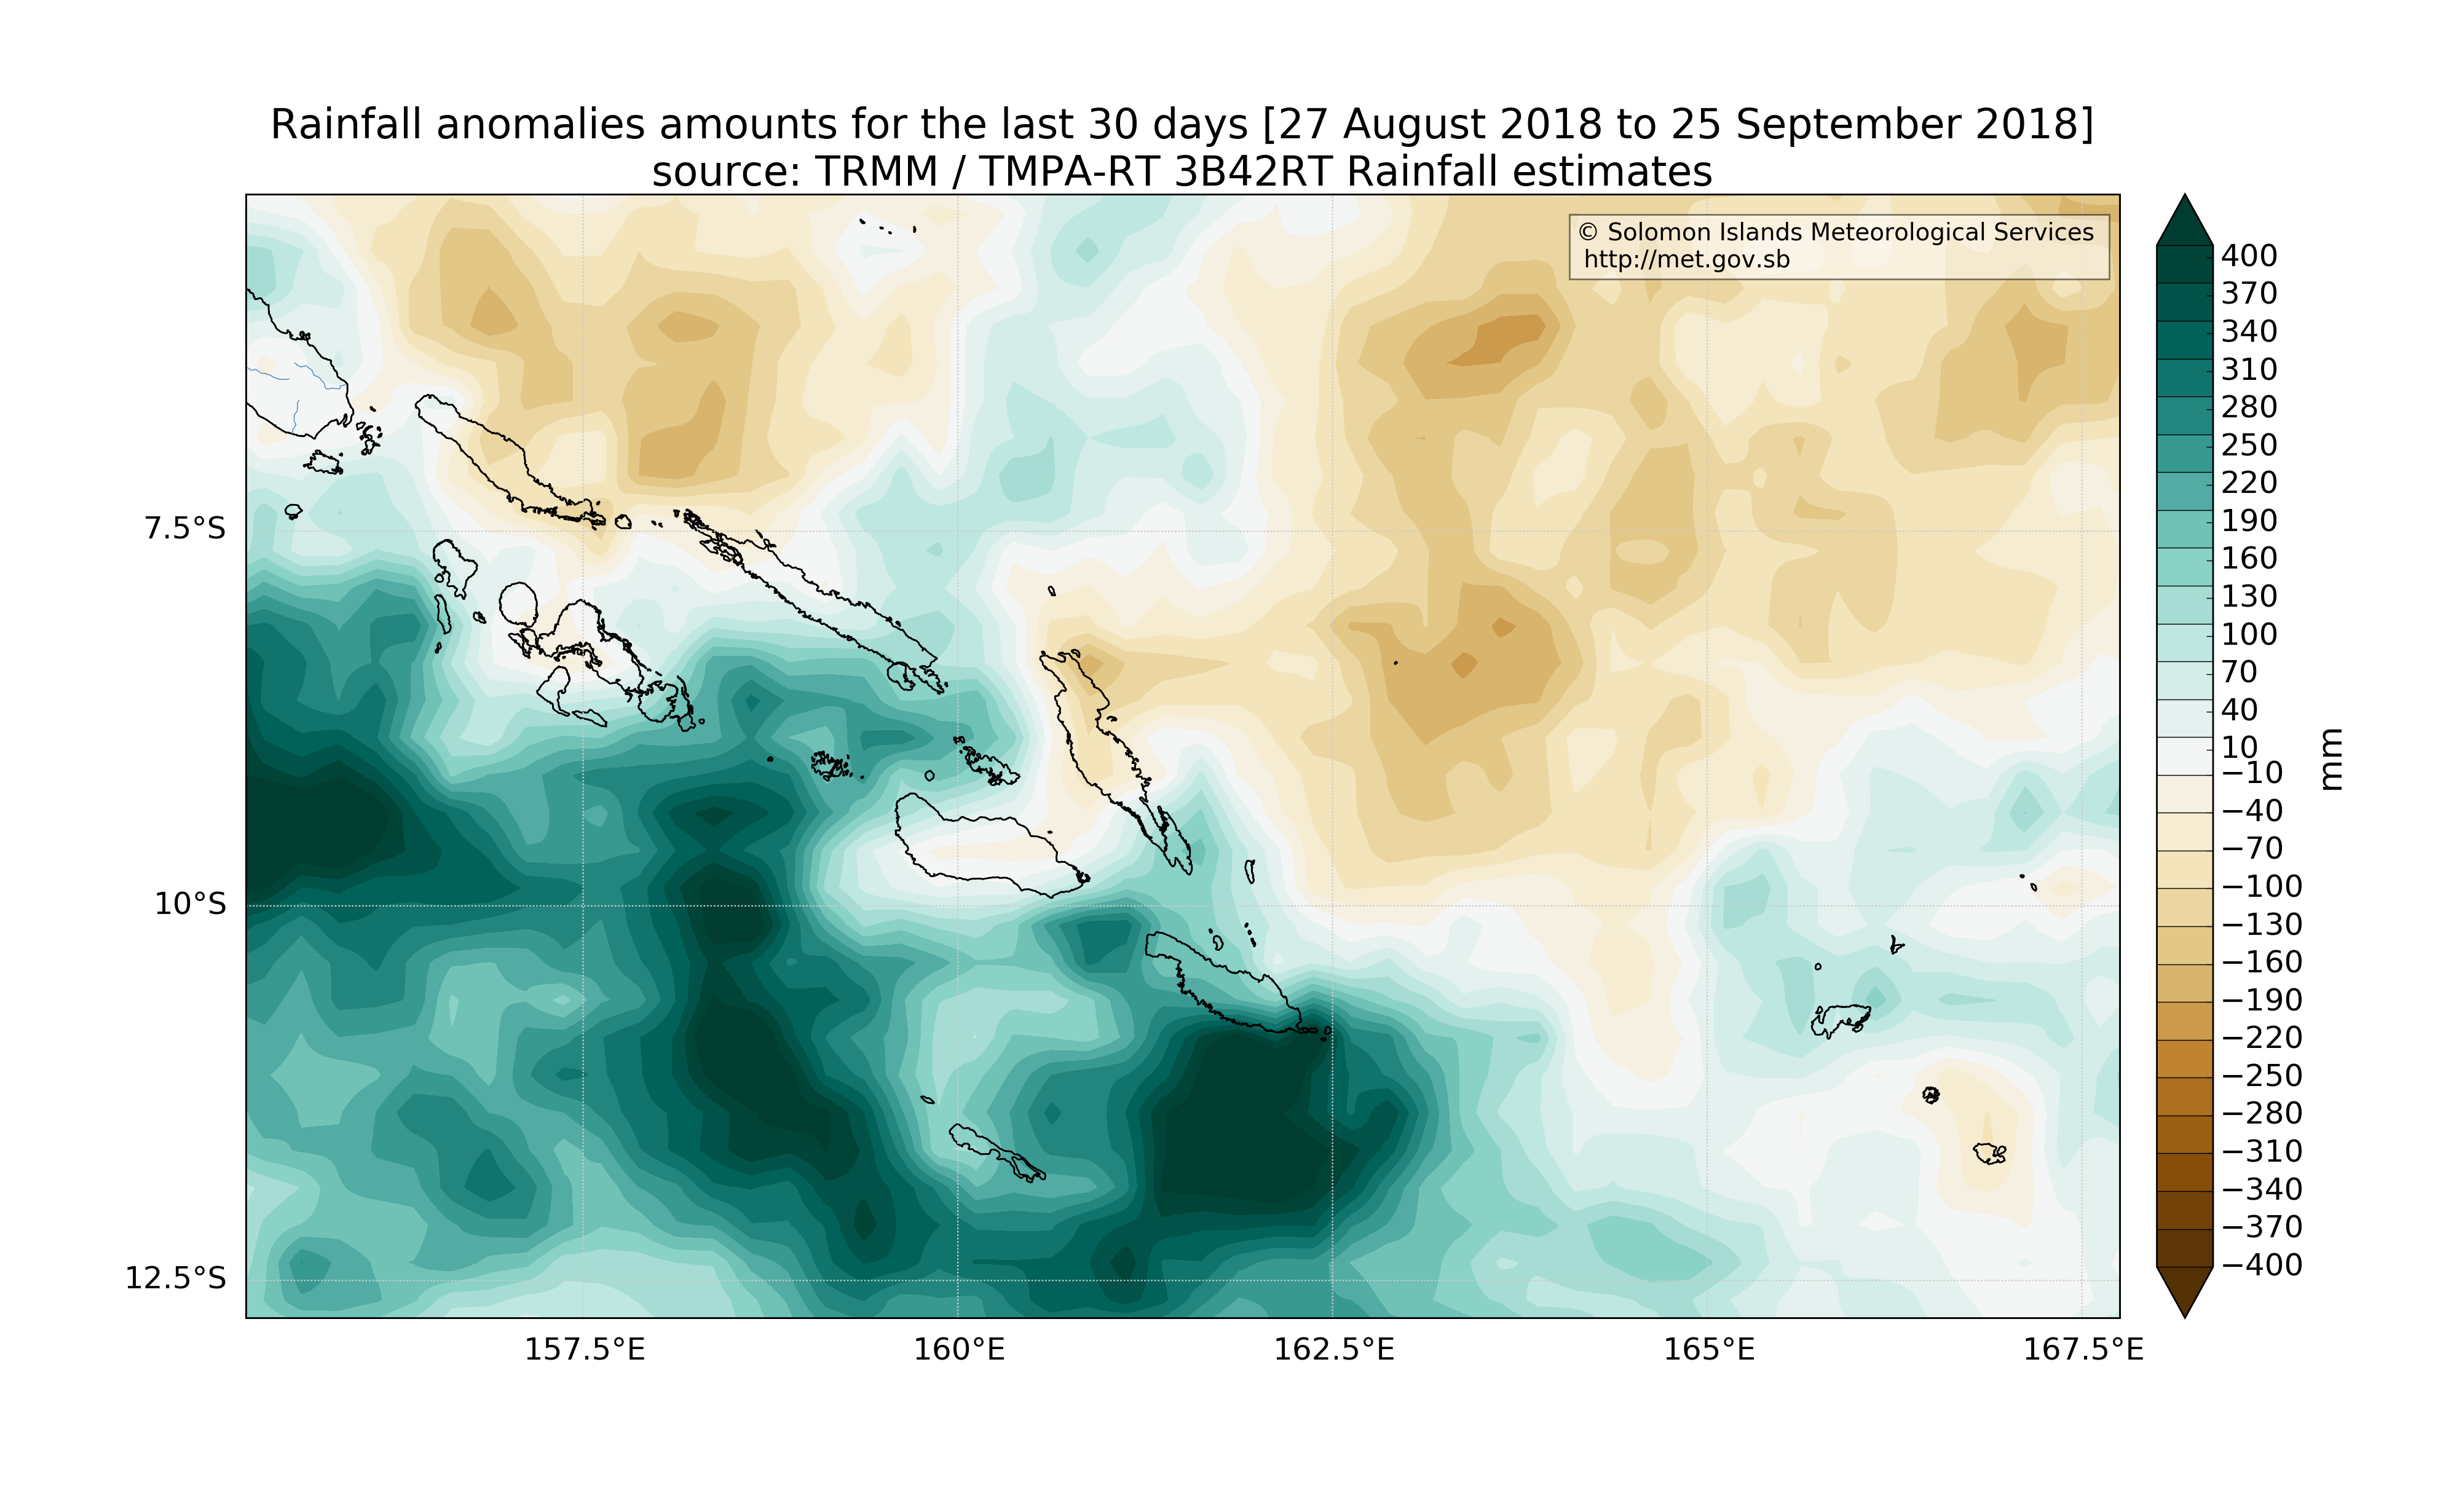 Rainfall anomalies amounts for the last 30 days [27 August 2018 to 25 September 2018]
source: TRMM / TMPA-RT 3B42RT Rainfall estimates
© Solomon Islands Meteorological Services
http://met.gov.sb
7.5°S
10°S
12.5°S
157.5°E
160°E
162.5°E
165°E
167.5°E
400
370
340
310
280
250
220
190
160
130
100
70
40
10
−10
−40
−70
−100
−130
−160
−190
−220
−250
−280
−310
−340
−370
−400
mm